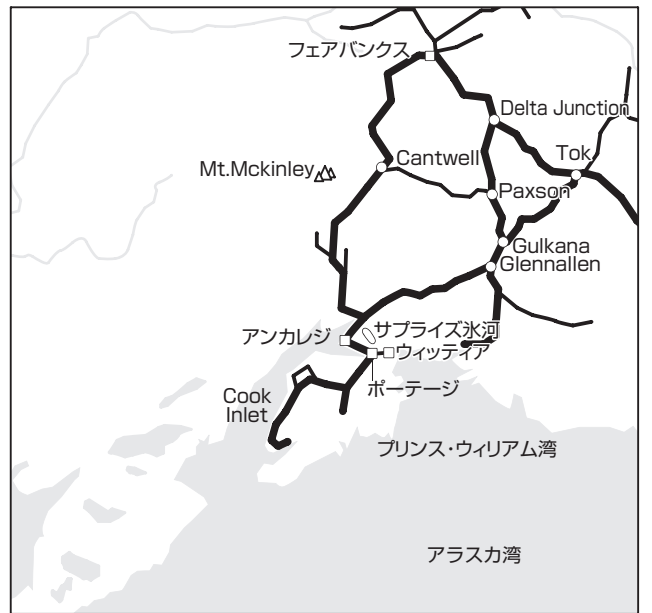 フェアバンクス
Delta Junction
Tok
Cantwell
Mt.Mckinley
Paxson
Gulkana
Glennallen
サプライズ氷河
アンカレジ
ウィッティア
ポーテージ
Cook
Inlet
プリンス・ウィリアム湾
アラスカ湾